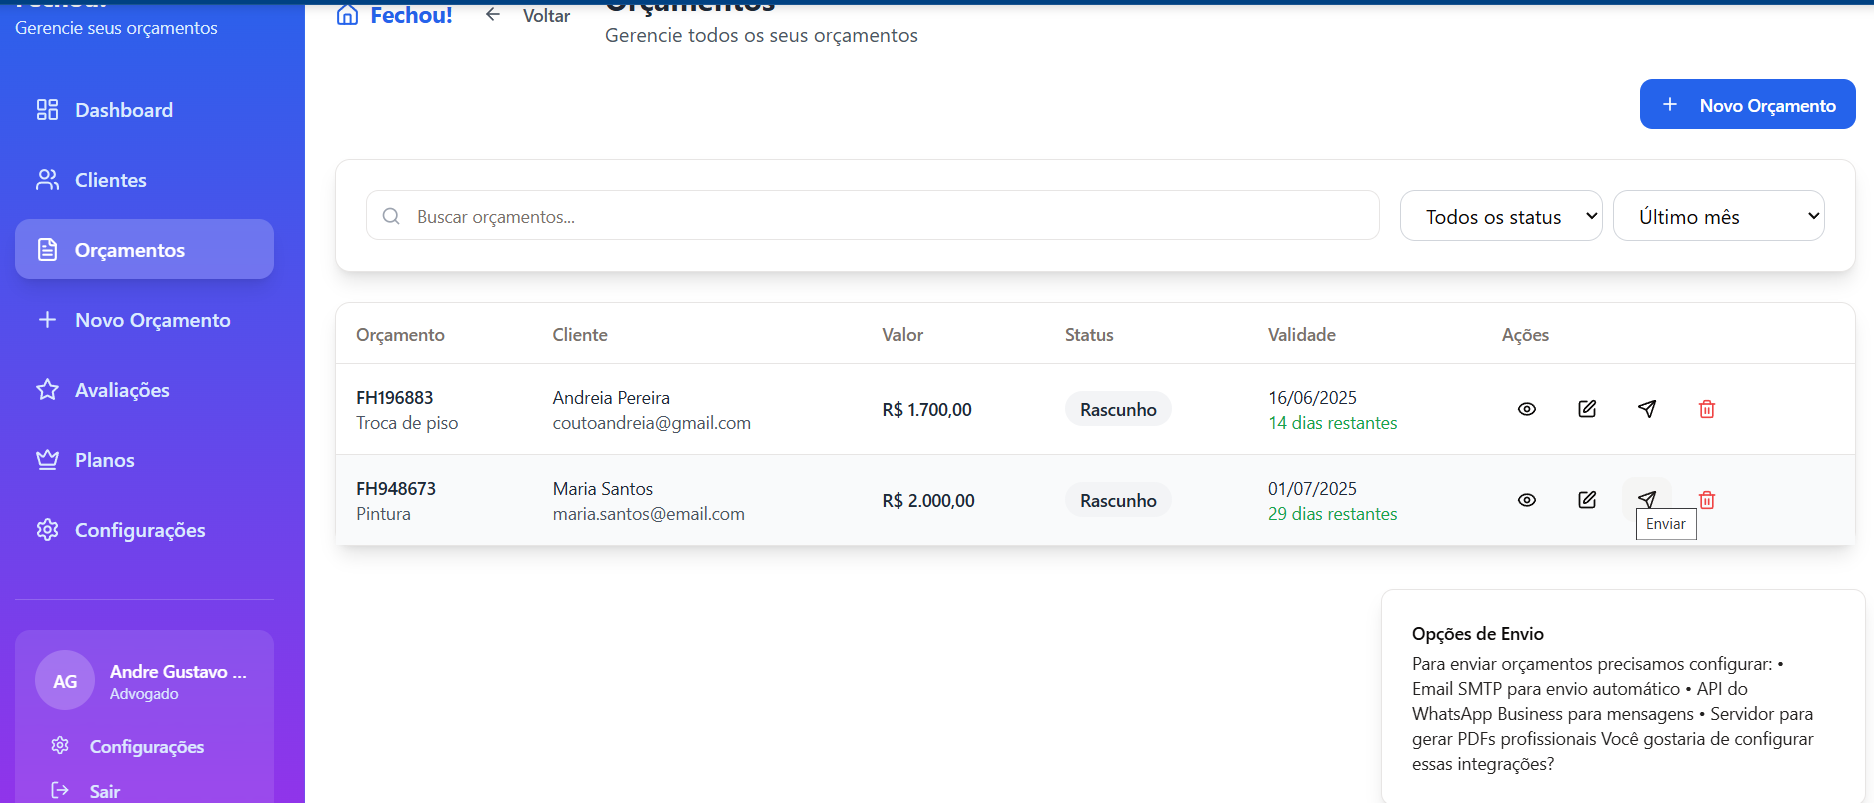 Fechou!
Gerencie seus orçamentos
Dashboard
Clientes
Orçamentos
Novo Orçamento
Avaliações
Planos
Configurações
AG
Andre Gustavo ...
Advogado
Configurações
Sair
Fechou!
Voltar
Orçamentos
Gerencie todos os seus orçamentos
Novo Orçamento
Buscar orçamentos...
Todos os status
Último mês
Orçamento Cliente Valor Status Validade Ações
FH196883
Troca de piso
Andreia Pereira
coutoandreia@gmail.com
R$ 1.700,00
Rascunho
16/06/2025
14 dias restantes
FH948673
Pintura
Maria Santos
maria.santos@email.com
R$ 2.000,00
Rascunho
01/07/2025
29 dias restantes
Enviar
Opções de Envio
Para enviar orçamentos precisamos configurar: •
Email SMTP para envio automático • API do
WhatsApp Business para mensagens • Servidor para
gerar PDFs profissionais Você gostaria de configurar
essas integrações?